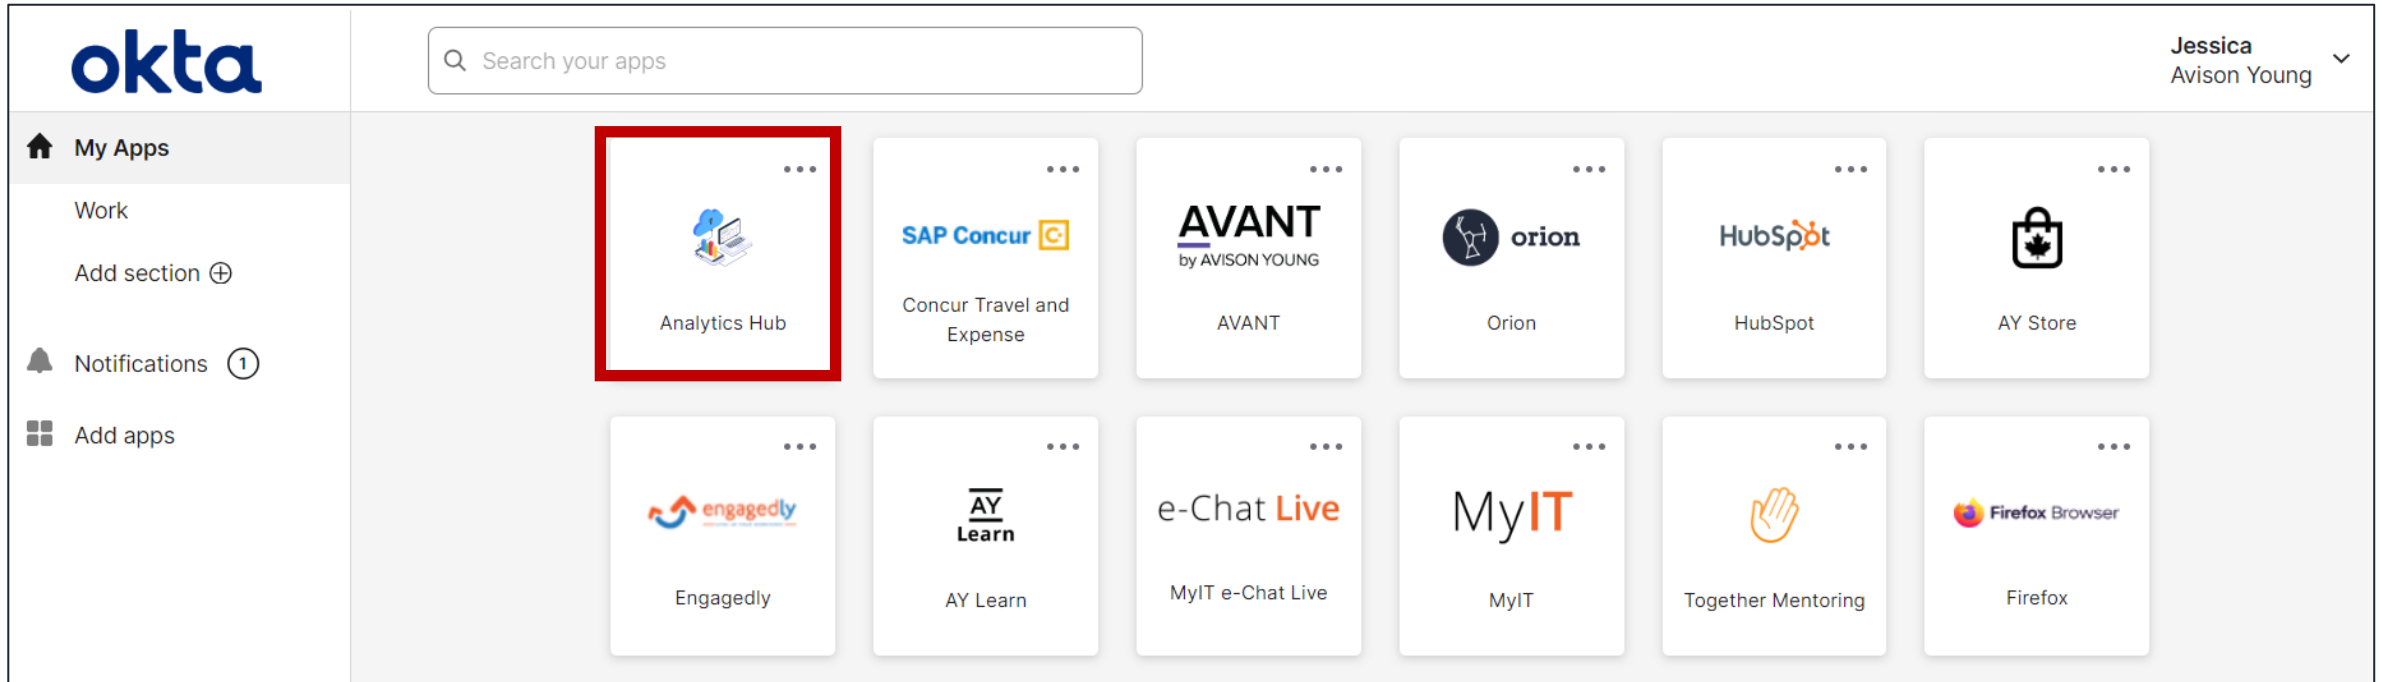 okta
Search your apps
Jessica
Avison Young
My Apps
Work
Add section
Notifications 1
Add apps
Analytics Hub
SAP Concur C
Concur Travel and
Expense
AVANT
by AVISON YOUNG
AVANT
orion
Orion
HubSpot
HubSpot
AY Store
engagedly
Engagedly
AY
Learn
AY Learn
e-Chat Live
MyIT e-Chat Live
MyIT
MyIT
Together Mentoring
Firefox Browser
Firefox